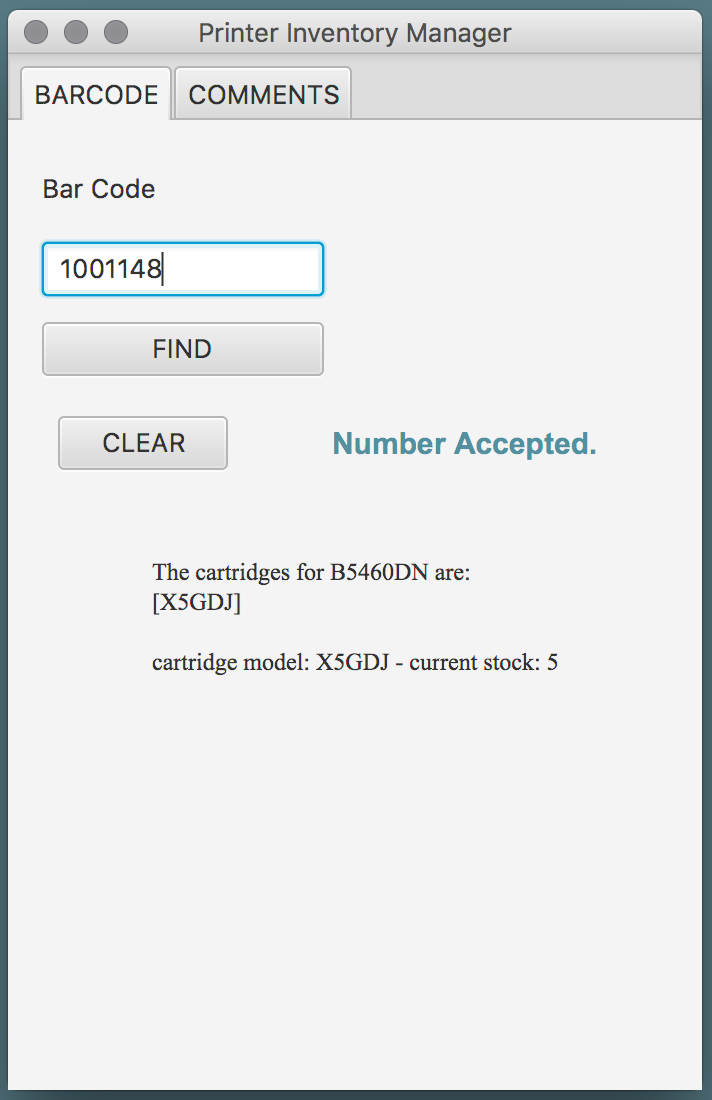 Printer Inventory Manager
BARCODE COMMENTS
Bar Code
1001148
FIND
CLEAR Number Accepted.
The cartridges for B5460DN are:
[X5GDJ]
cartridge model: X5GDJ - current stock: 5